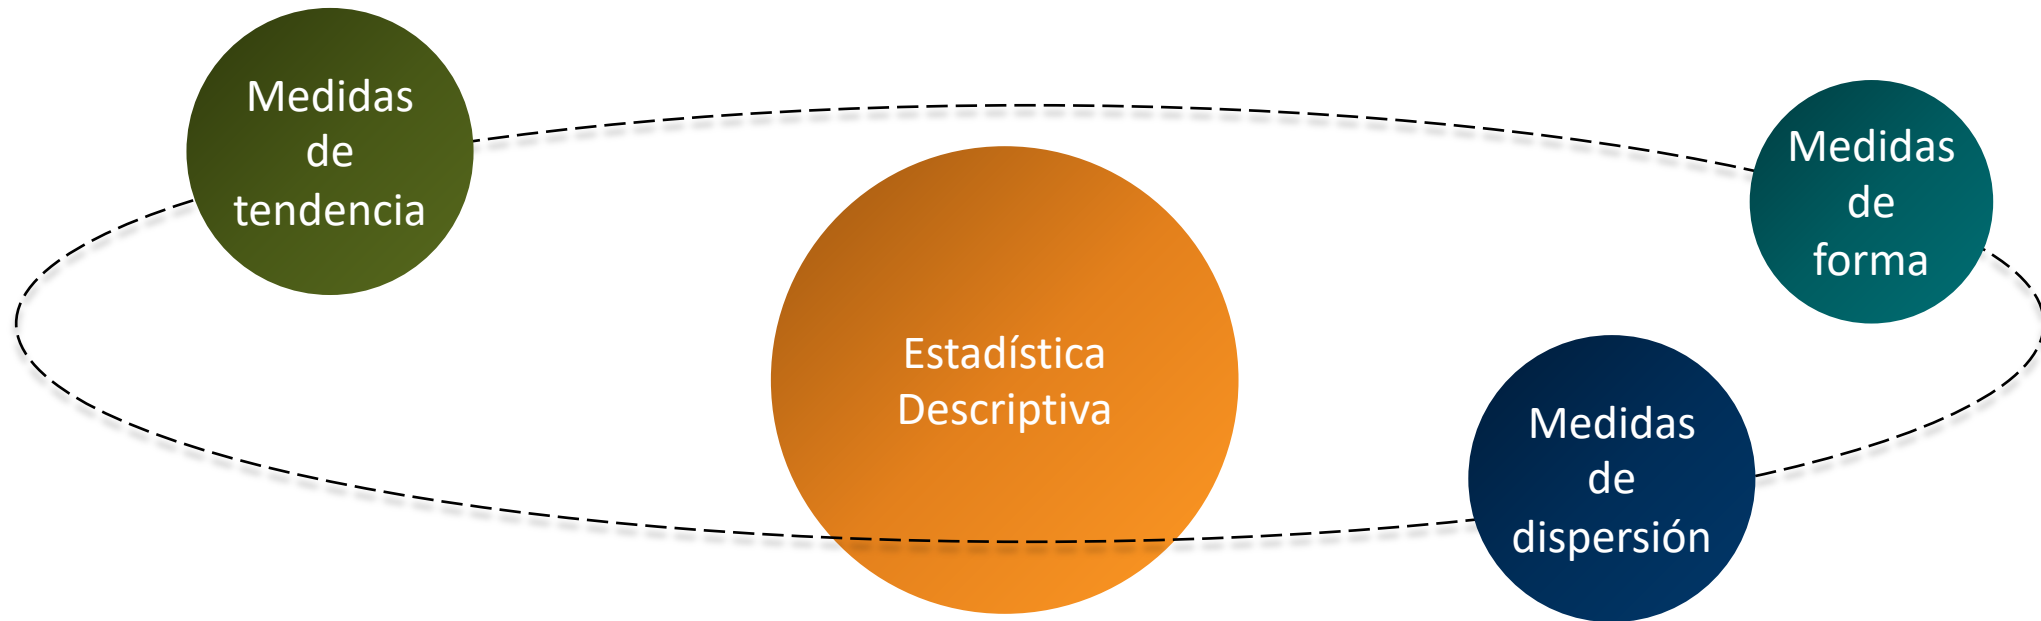 Medidas
de
tendencia
Medidas
de
forma
Estadística
Descriptiva
Medidas
de
dispersión